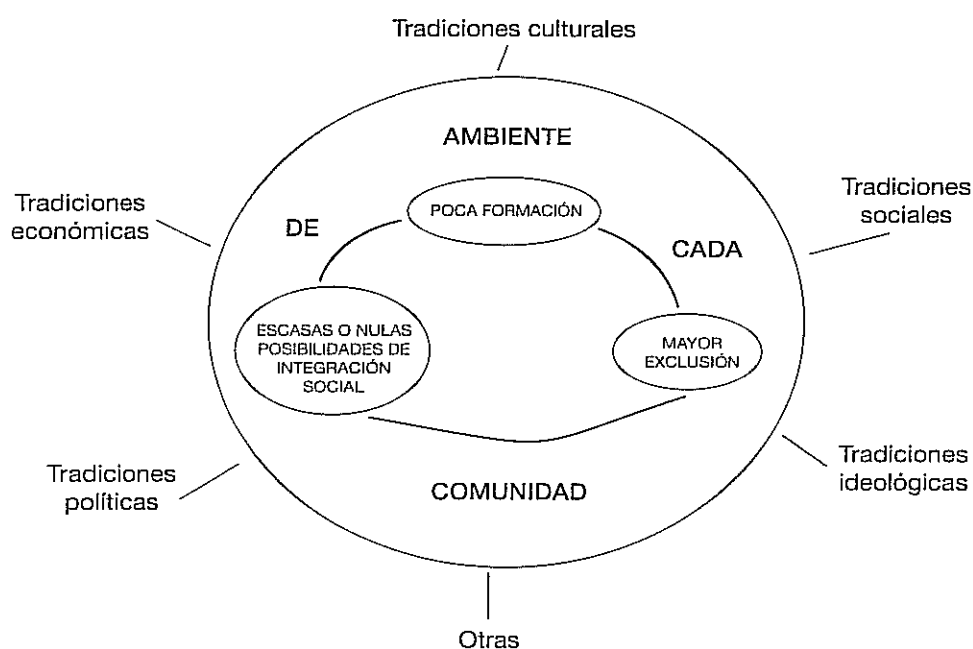 Tradiciones culturales
AMBIENTE
Tradiciones
económicas
Tradiciones
sociales
POCA FORMACIÓN
DE
CADA
ESCASAS O NULAS
POSIBILIDADES DE
INTEGRACIÓN
SOCIAL
MAYOR
EXCLUSIÓN
Tradiciones
políticas
Tradiciones
ideológicas
COMUNIDAD
Otras